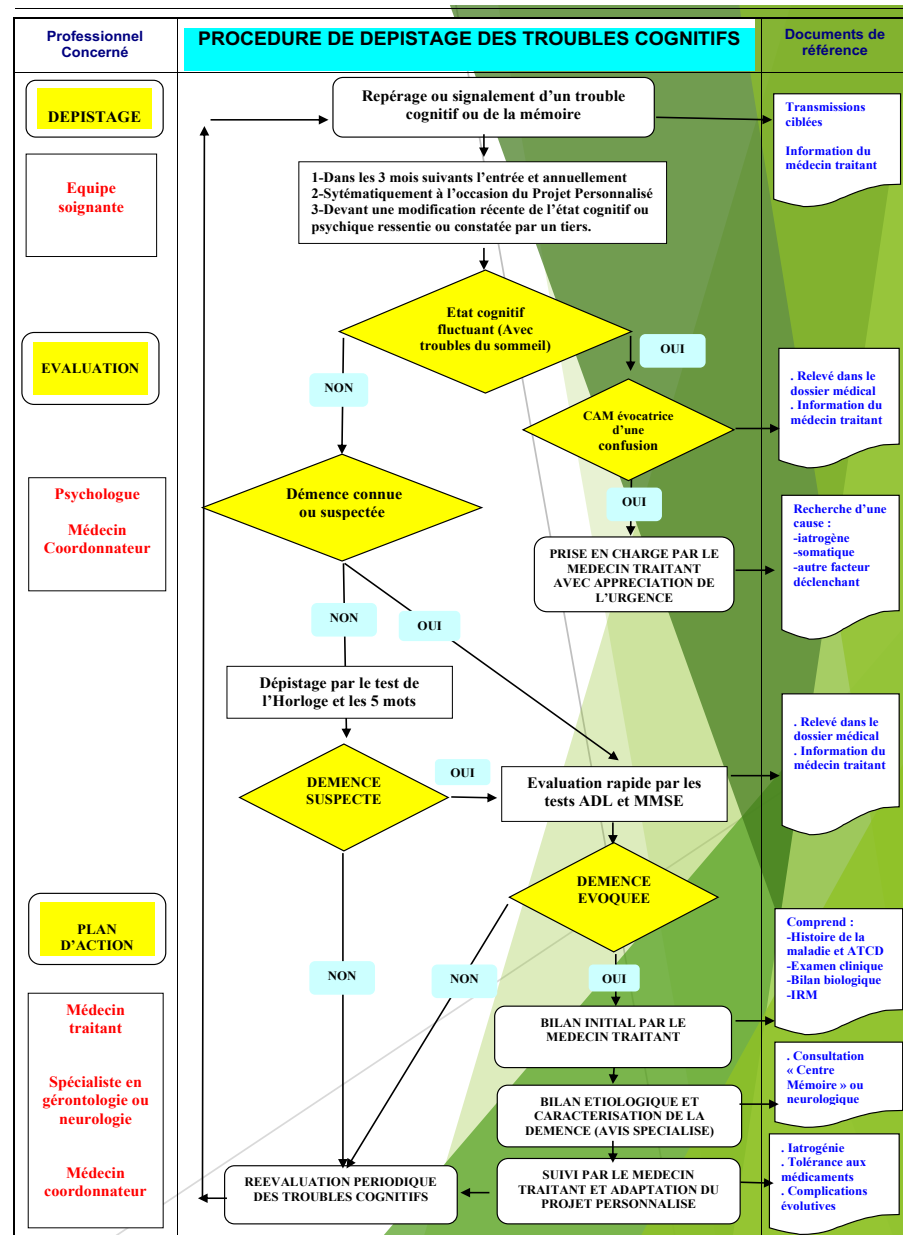 Professionnel
Concerné
PROCEDURE DE DEPISTAGE DES TROUBLES COGNITIFS
Documents de
référence
DEPISTAGE
Repérage ou signalement d'un trouble
cognitif ou de la mémoire
Transmissions
ciblées
Information du
médecin traitant
Equipe
soignante
1-Dans les 3 mois suivants l'entrée et annuellement
2-Sytématiquement à l'occasion du Projet Personnalisé
3-Devant une modification récente de l'état cognitif ou
psychique ressentie ou constatée par un tiers.
Etat cognitif
fluctuant (Avec
troubles du sommeil)
OUI
NON
EVALUATION
CAM évocatrice
d'une
confusion
. Relevé dans le
dossier médical
. Information du
médecin traitant
Psychologue
Médecin
Coordonnateur
Démence connue
ou suspectée
OUI
Recherche d'une
cause :
-iatrogène
-somatique
-autre facteur
déclenchant
PRISE EN CHARGE PAR LE
MEDECIN TRAITANT
AVEC APPRECIATION DE
L'URGENCE
NON
OUI
Dépistage par le test de
l'Horloge et les 5 mots
DEMENCE
SUSPECTE
OUI
Evaluation rapide par les
tests ADL et MMSE
. Relevé dans le
dossier médical
. Information du
médecin traitant
DEMENCE
EVOQUEE
PLAN
D'ACTION
NON
NON
OUI
Comprend :
-Histoire de la
maladie et ATCD
-Examen clinique
-Bilan biologique
-IRM
Médecin
traitant
Spécialiste en
gérontologie ou
neurologie
Médecin
coordonnateur
BILAN INITIAL PAR LE
MEDECIN TRAITANT
BILAN ETIOLOGIQUE ET
CARACTERISATION DE LA
DEMENCE (AVIS SPECIALISE)
. Consultation
« Centre
Mémoire » ou
neurologique
REEVALUATION PERIODIQUE
DES TROUBLES COGNITIFS
SUIVI PAR LE MEDECIN
TRAITANT ET ADAPTATION DU
PROJET PERSONNALISE
. Iatrogénie
. Tolérance aux
médicaments
. Complications
évolutives